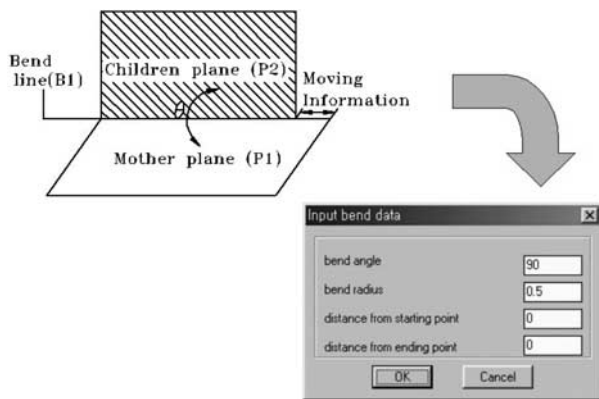 Bend
line(B1)
Children plane (P2)
Moving
Information
θ
Mother plane (P1)
Input bend data
bend angle
90
bend radius
0.5
distance from starting point
0
distance from ending point
0
OK
Cancel